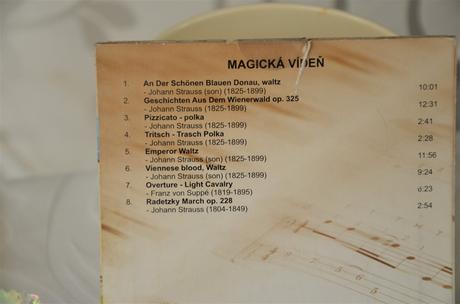 MAGICKÁ VÍDEŇ
1. An Der Schönen Blauen Donau, waltz 10:01
- Johann Strauss (son) (1825-1899)
2. Geschichten Aus Dem Wienerwald op. 325 12:31
- Johann Strauss (son) (1825-1899)
3. Pizzicato - polka 2:41
- Johann Strauss (son) (1825-1899)
4. Tritsch - Trasch Polka 2:28
- Johann Strauss (son) (1825-1899)
5. Emperor Waltz 11:56
- Johann Strauss (son) (1825-1899)
6. Viennese blood, Waltz 9:24
- Johann Strauss (son) (1825-1899)
7. Overture - Light Cavalry :23
- Franz von Suppé (1819-1895)
8. Radetzky March op. 228 2:54
- Johann Strauss (1804-1849)